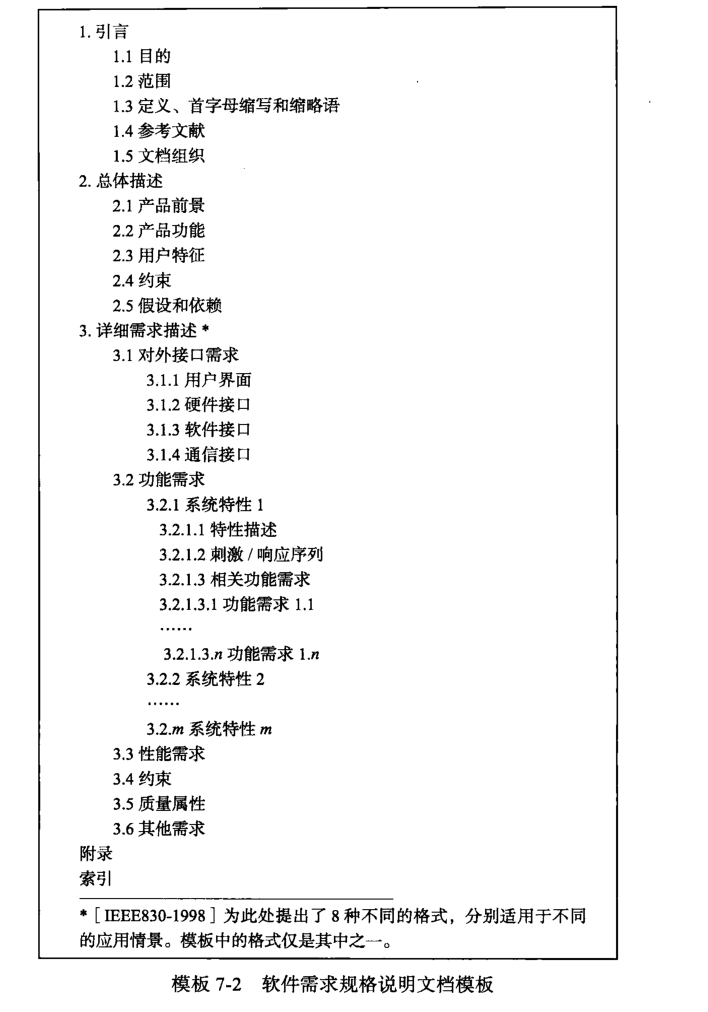 1. 引言
1.1 目的
1.2 范围
1.3 定义、首字母缩写和缩略语
1.4 参考文献
1.5 文档组织
2. 总体描述
2.1 产品前景
2.2 产品功能
2.3 用户特征
2.4 约束
2.5 假设和依赖
3. 详细需求描述 *
3.1 对外接口需求
3.1.1 用户界面
3.1.2 硬件接口
3.1.3 软件接口
3.1.4 通信接口
3.2 功能需求
3.2.1 系统特性 1
3.2.1.1 特性描述
3.2.1.2 刺激 / 响应序列
3.2.1.3 相关功能需求
3.2.1.3.1 功能需求 1.1
……
3.2.1.3.n 功能需求 1.n
3.2.2 系统特性 2
……
3.2.m 系统特性 m
3.3 性能需求
3.4 约束
3.5 质量属性
3.6 其他需求
附录
索引
*［IEEE830-1998］为此处提出了 8 种不同的格式，分别适用于不同
的应用情景。模板中的格式仅是其中之一。
模板 7-2 软件需求规格说明文档模板